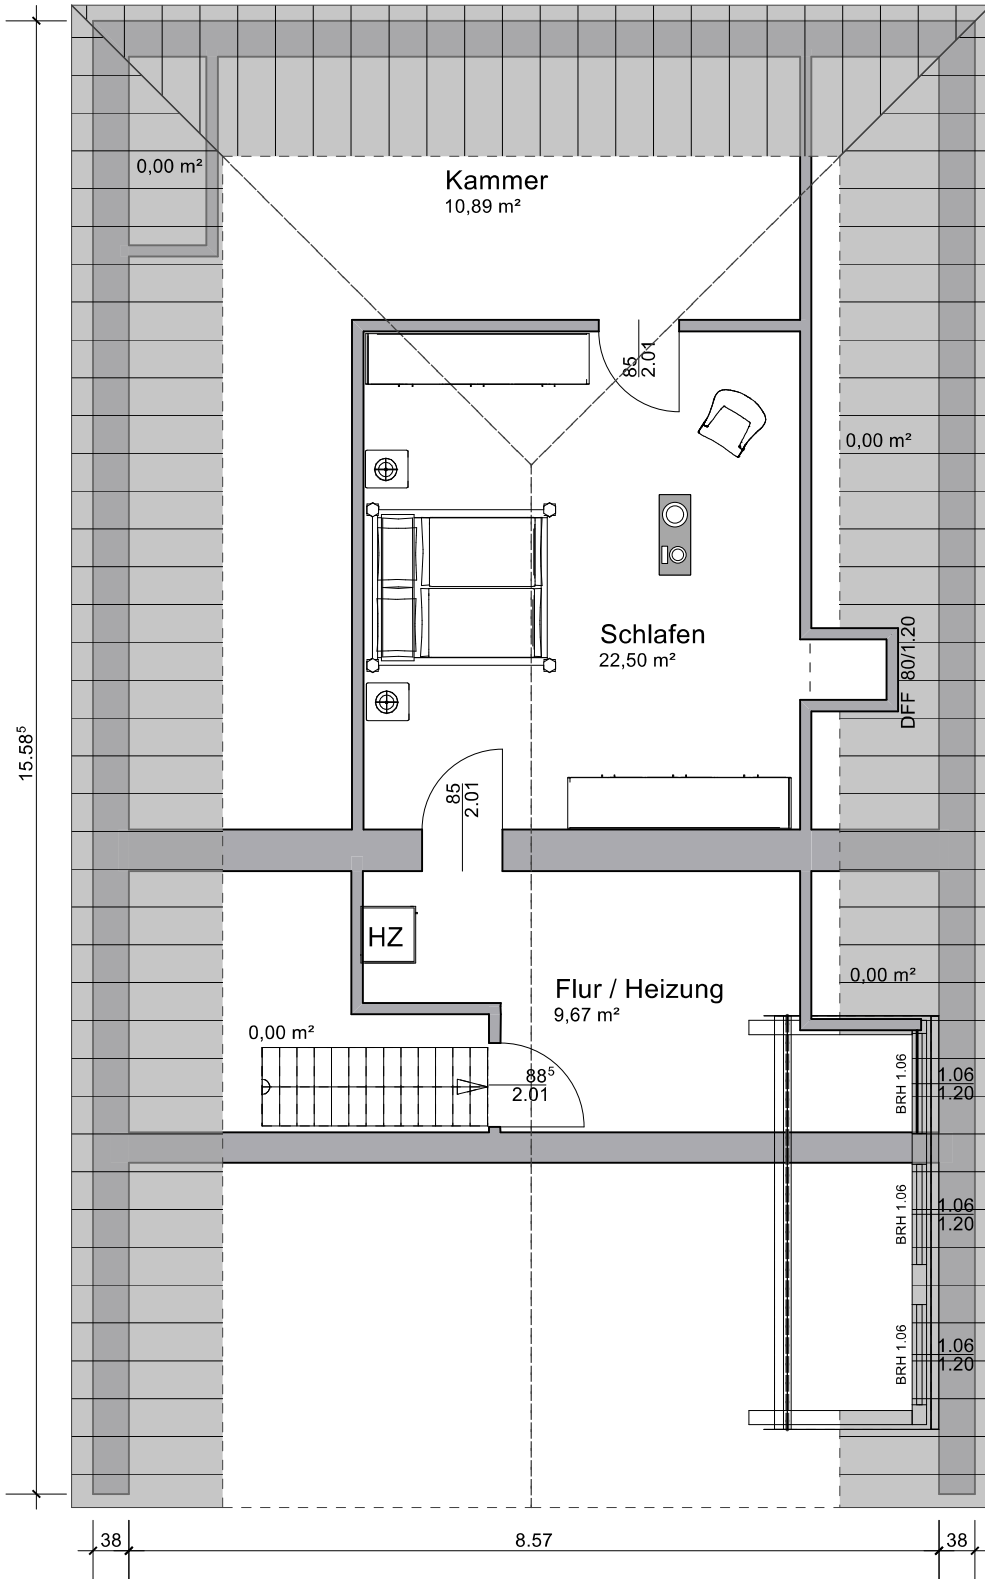 0,00 m²
Kammer
10,89 m²
85
2.01
0,00 m²
Schlafen
22,50 m²
DFF 80/1.20
15.58⁵
85
2.01
HZ
Flur / Heizung
9,67 m²
0,00 m²
0,00 m²
88⁵
2.01
BRH 1.06
1.06
1.20
BRH 1.06
1.06
1.20
BRH 1.06
1.06
1.20
38
8.57
38